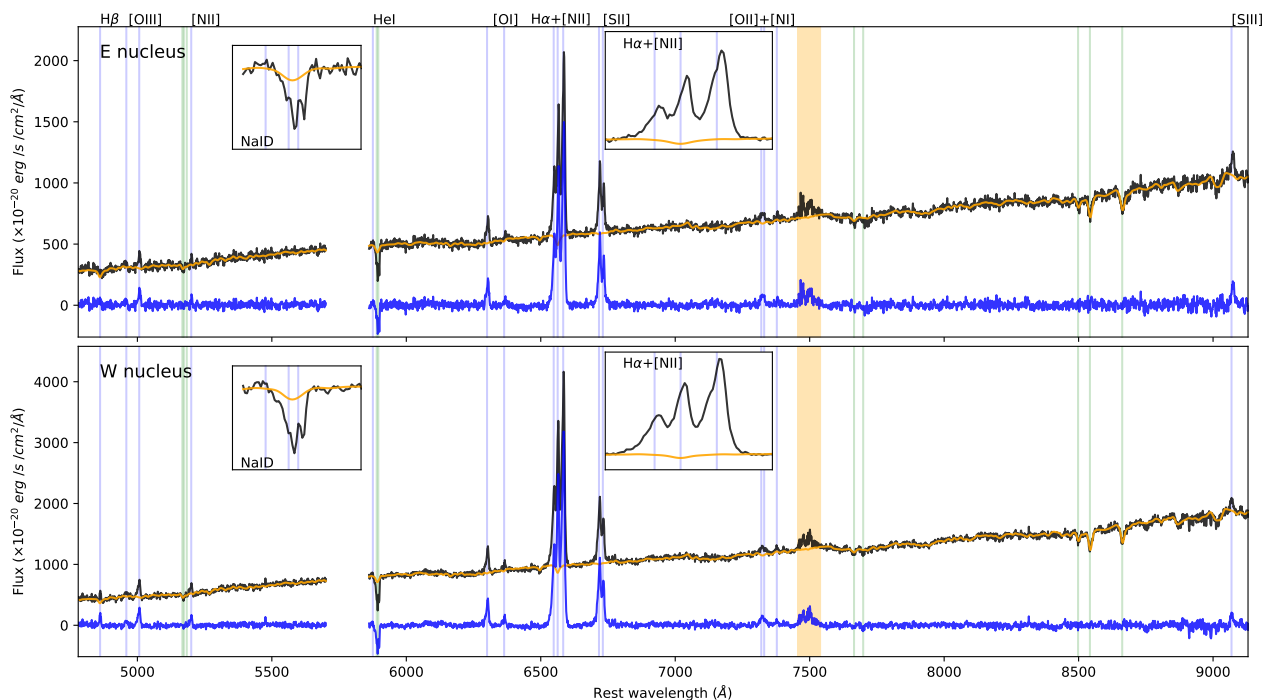 Hβ [OIII] [NII] HeI [OI] Hα+[NII] [SII] [OII]+[NI] [SIII]
E nucleus
NaID
Hα+[NII]
Flux (×10⁻²⁰ erg /s /cm²/Å)
2000
1500
1000
500
0
W nucleus
NaID
Hα+[NII]
Flux (×10⁻²⁰ erg /s /cm²/Å)
4000
3000
2000
1000
0
5000 5500 6000 6500 7000 7500 8000 8500 9000
Rest wavelength (Å)